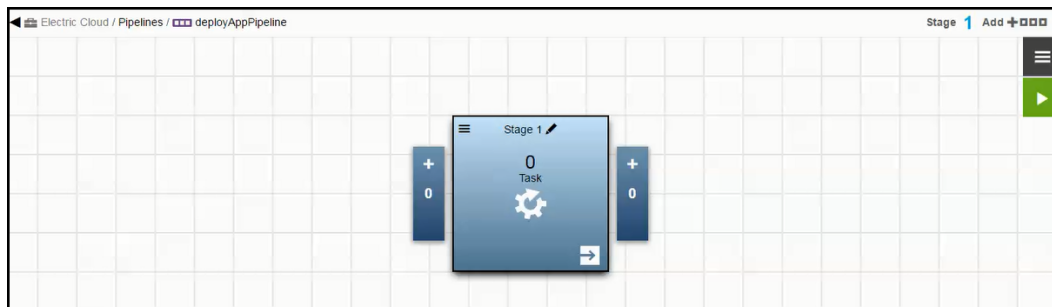 Electric Cloud / Pipelines / deployAppPipeline
Stage 1 Add
Stage 1
0
Task
0
0